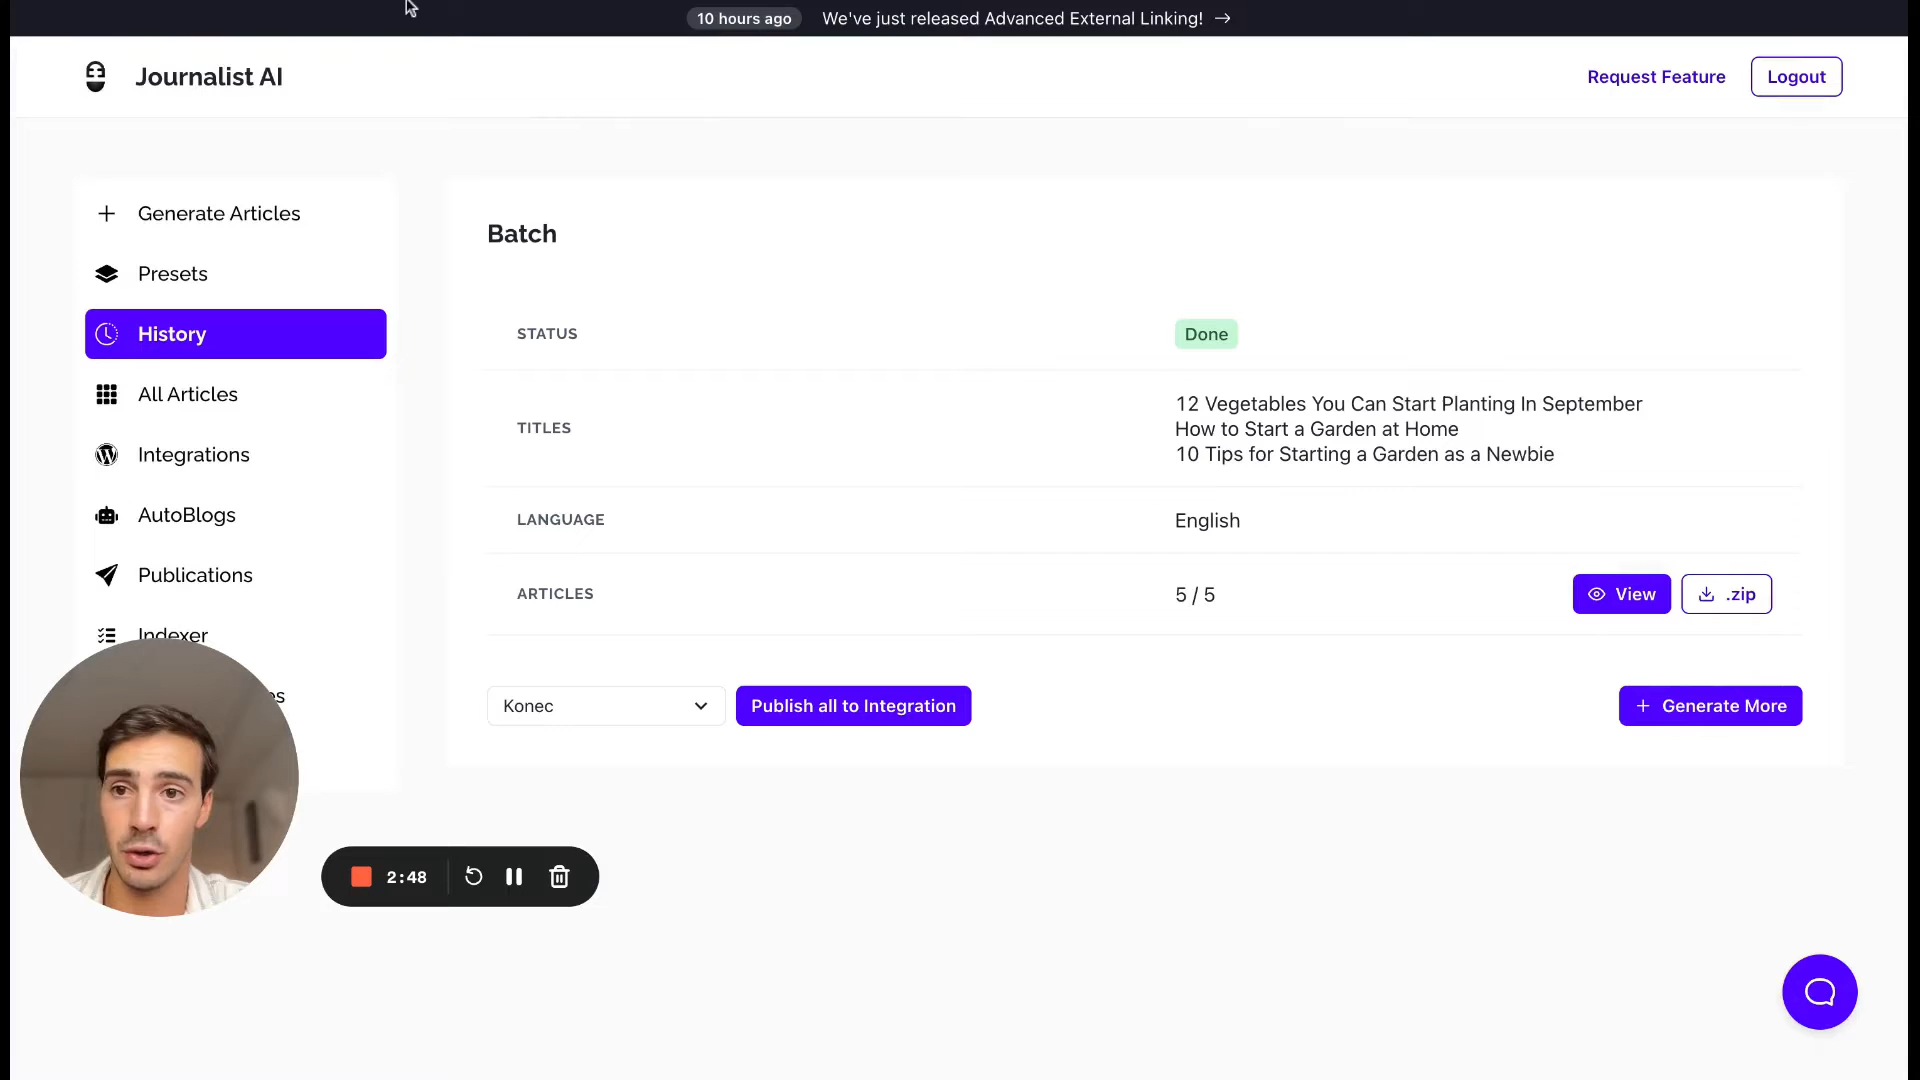 10 hours ago We've just released Advanced External Linking! →
Journalist AI
Request Feature
Logout
Generate Articles
Presets
History
All Articles
Integrations
AutoBlogs
Publications
Indexer
es
Batch
STATUS
Done
TITLES
12 Vegetables You Can Start Planting In September
How to Start a Garden at Home
10 Tips for Starting a Garden as a Newbie
LANGUAGE
English
ARTICLES
5 / 5
View
.zip
Konec
Publish all to Integration
+ Generate More
2:48